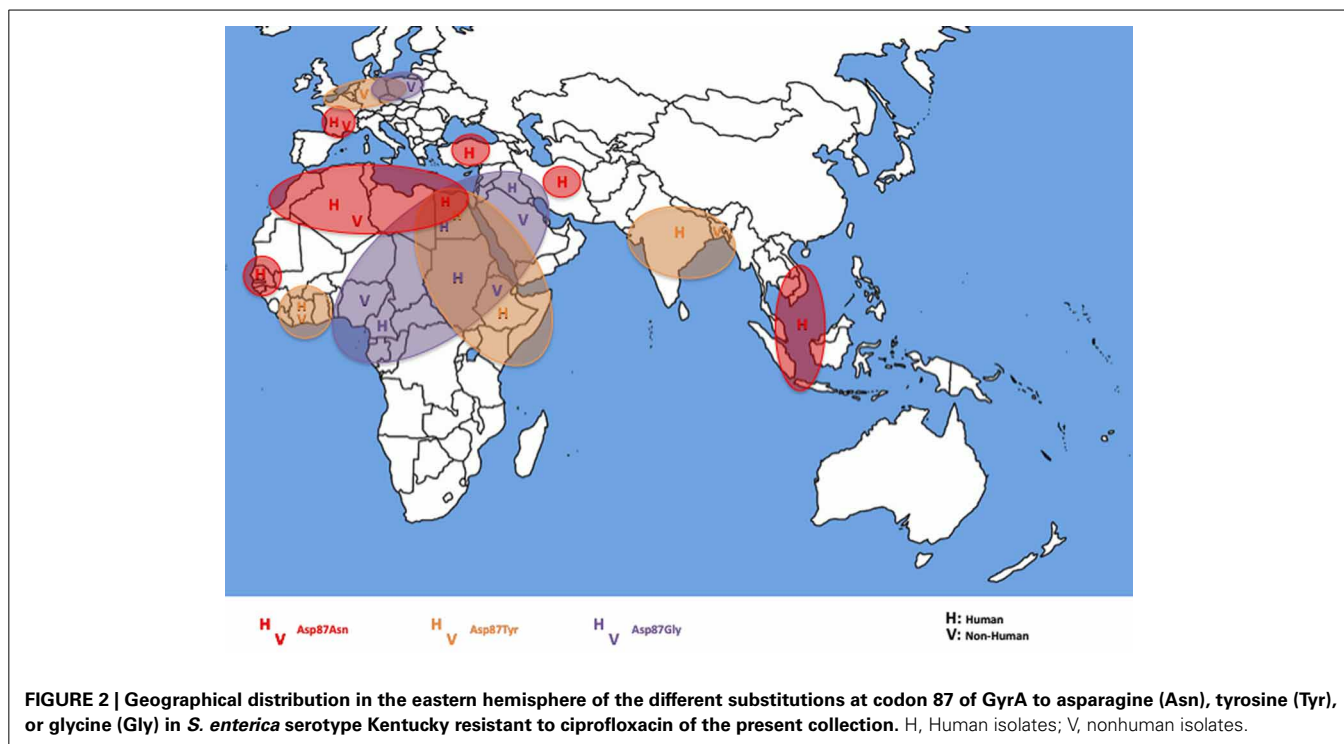 H V
V
H V
H
H
H
V
H
H
H
H
V
H
V
H
H
V
V
H
H
H
V
H
H
V Asp87Asn
H
V Asp87Tyr
H
V Asp87Gly
H: Human
V: Non-Human
FIGURE 2 | Geographical distribution in the eastern hemisphere of the different substitutions at codon 87 of GyrA to asparagine (Asn), tyrosine (Tyr),
or glycine (Gly) in S. enterica serotype Kentucky resistant to ciprofloxacin of the present collection. H, Human isolates; V, nonhuman isolates.